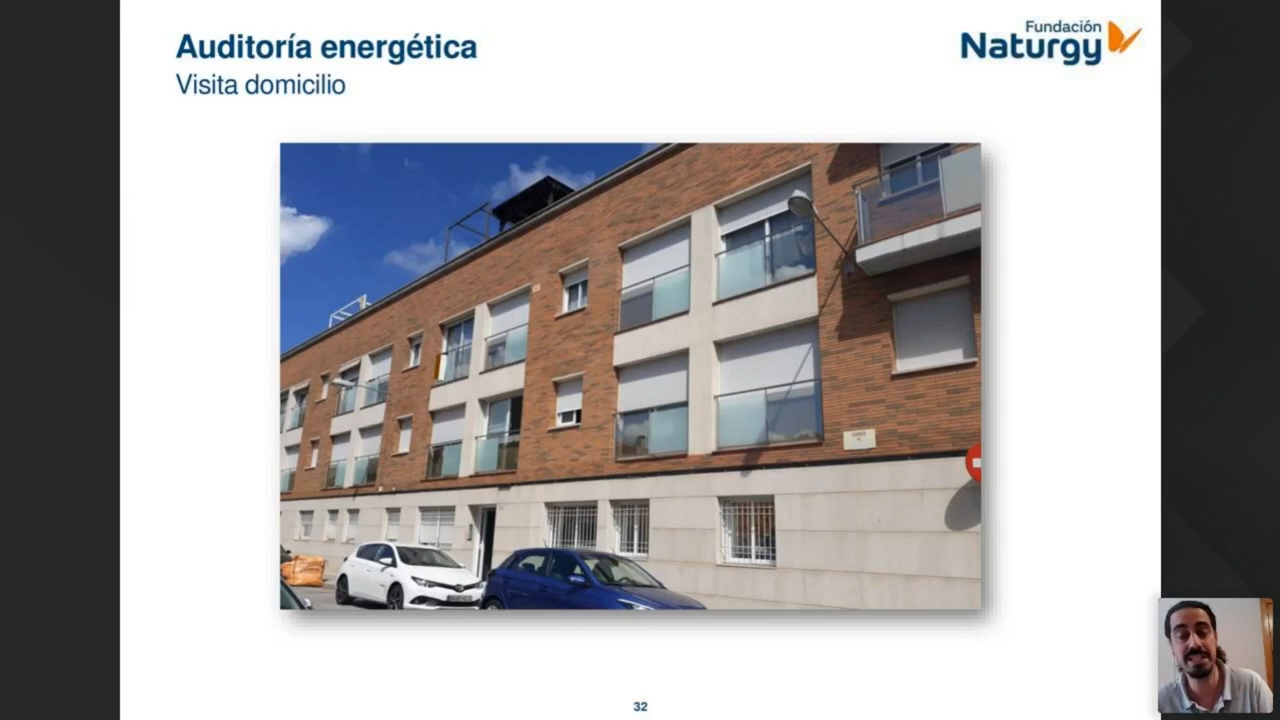 Auditoría energética
Visita domicilio
Fundación
Naturgy
32